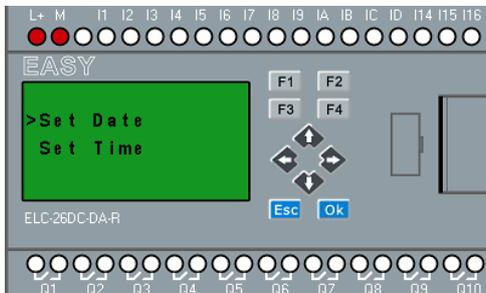 L+ M I1 I2 I3 I4 I5 I6 I7 I8 I9 IA IB IC ID I14 I15 I16
EASY
F1 F2
>Set Date
F3 F4
Set Time
Esc Ok
ELC-26DC-DA-R
Q1 Q2 Q3 Q4 Q5 Q6 Q7 Q8 Q9 Q10